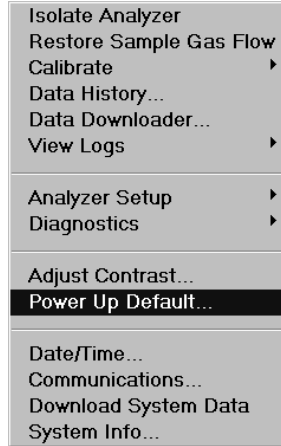 Isolate Analyzer
Restore Sample Gas Flow
Calibrate
Data History...
Data Downloader...
View Logs
Analyzer Setup
Diagnostics
Adjust Contrast...
Power Up Default...
Date/Time...
Communications...
Download System Data
System Info...